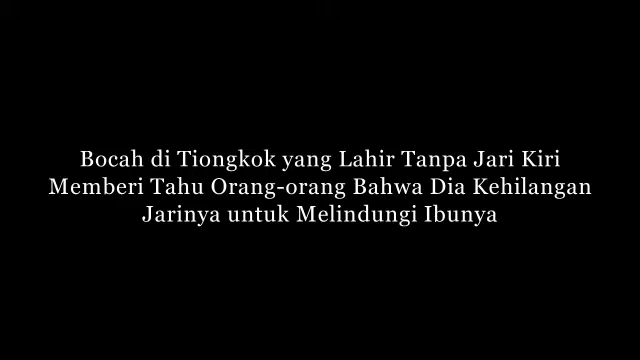 Bocah di Tiongkok yang Lahir Tanpa Jari Kiri
Memberi Tahu Orang-orang Bahwa Dia Kehilangan
Jarinya untuk Melindungi Ibunya